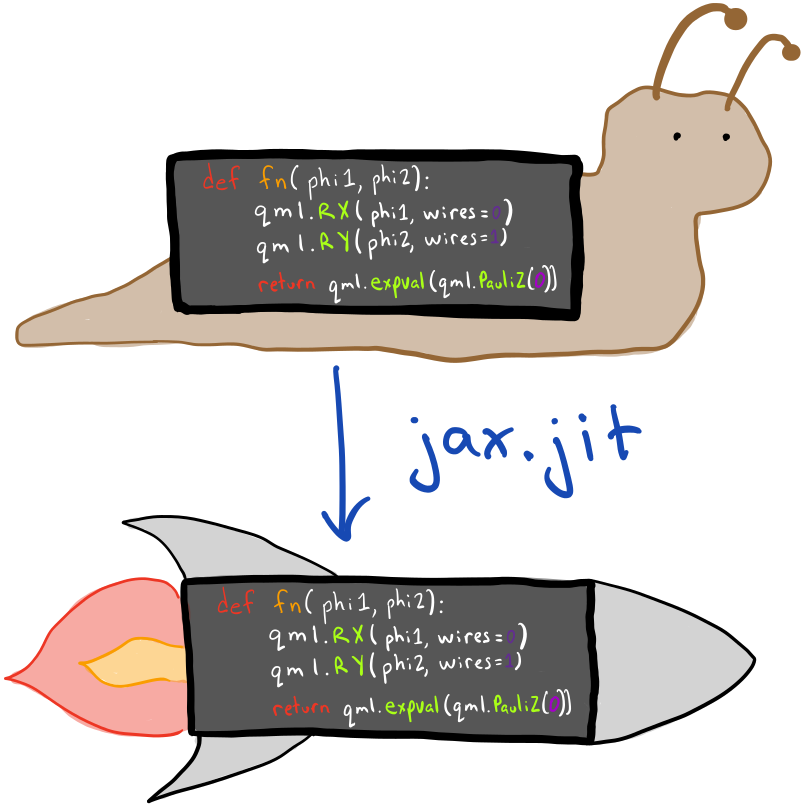 def fn(phi1, phi2):
qml.RX(phi1, wires=0)
qml.RY(phi2, wires=1)
return qml.expval(qml.PauliZ(0))
jax.jit
def fn(phi1, phi2):
qml.RX(phi1, wires=0)
qml.RY(phi2, wires=1)
return qml.expval(qml.PauliZ(0))